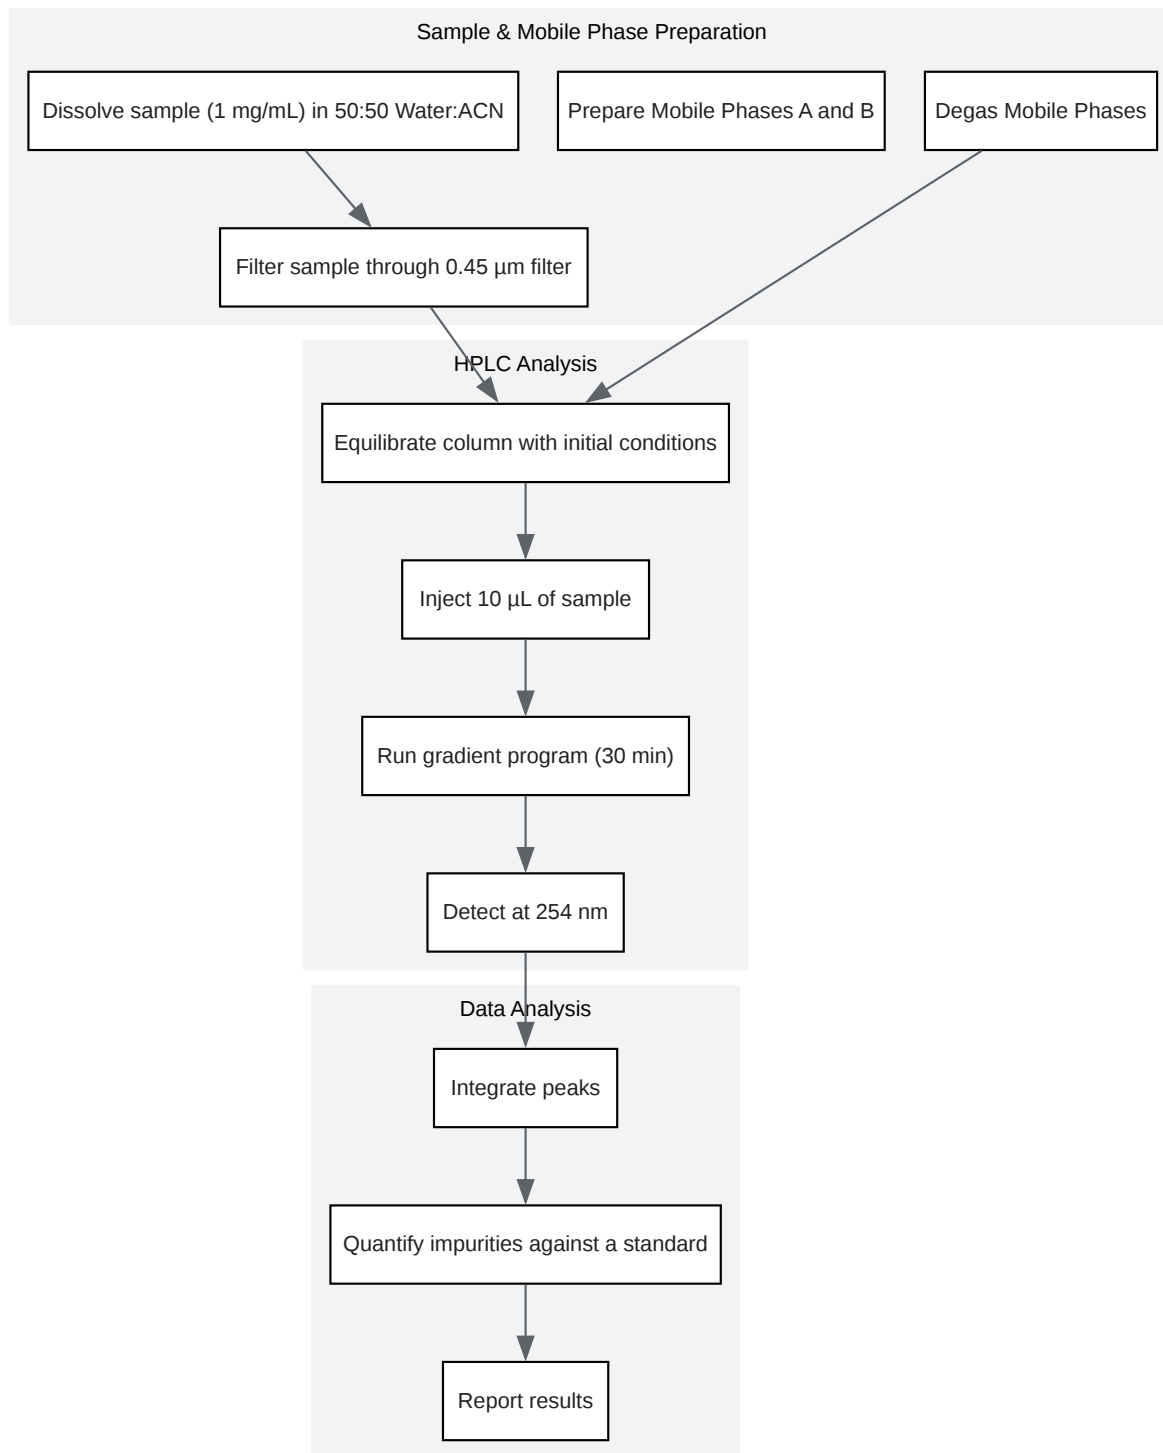 Sample & Mobile Phase Preparation
Dissolve sample (1 mg/mL) in 50:50 Water:ACN
Prepare Mobile Phases A and B
Degas Mobile Phases
Filter sample through 0.45 µm filter
HPLC Analysis
Equilibrate column with initial conditions
Inject 10 µL of sample
Run gradient program (30 min)
Detect at 254 nm
Data Analysis
Integrate peaks
Quantify impurities against a standard
Report results